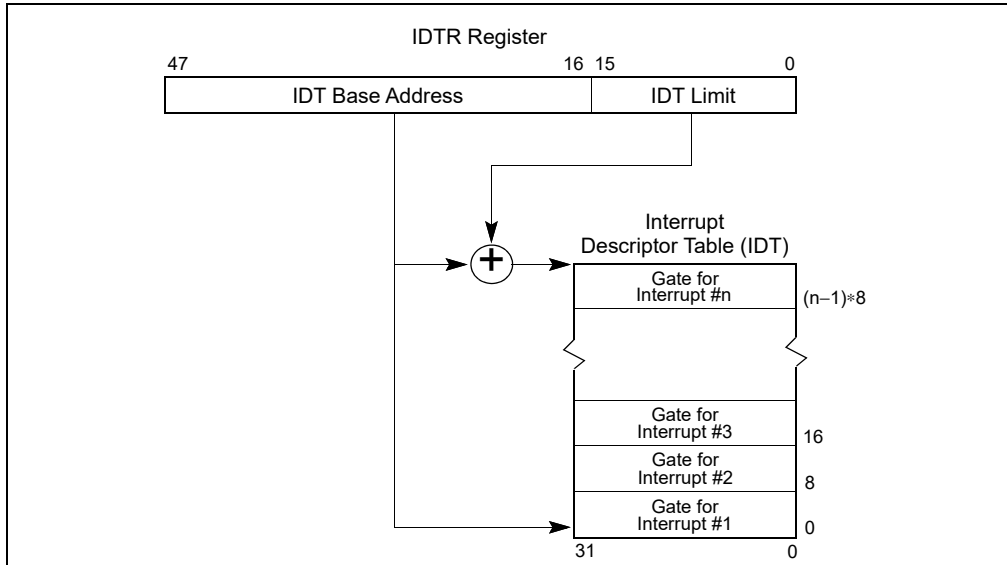 IDTR Register
47 16 15 0
IDT Base Address IDT Limit
+
Interrupt
Descriptor Table (IDT)
Gate for
Interrupt #n
(n−1)∗8
Gate for
Interrupt #3
16
Gate for
Interrupt #2
8
Gate for
Interrupt #1
0
31 0